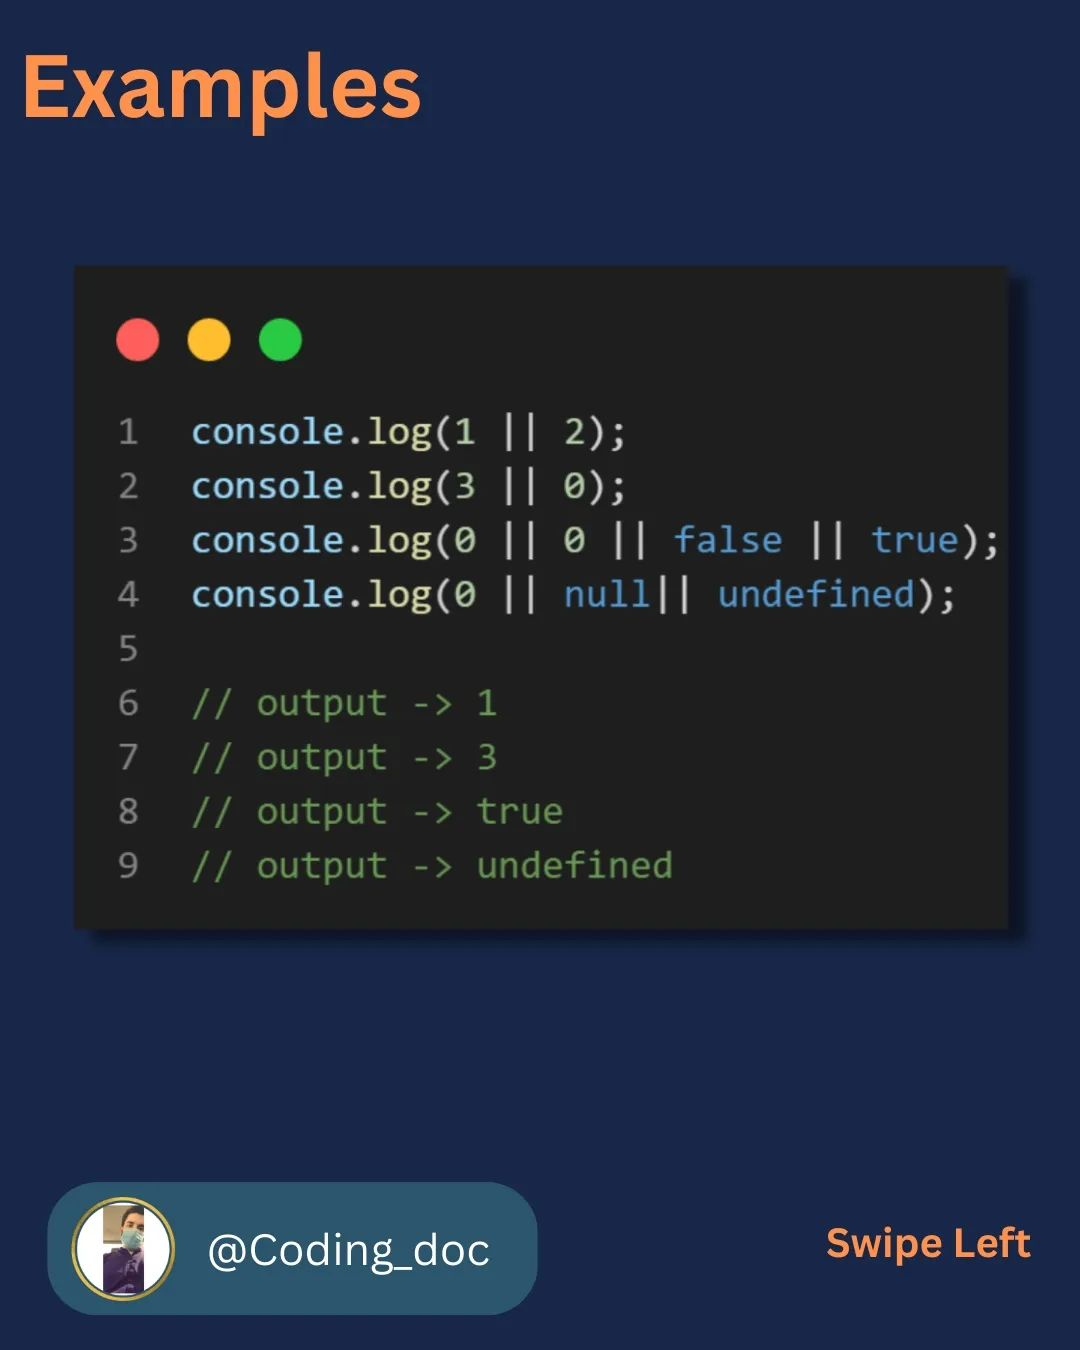 Examples
1 console.log(1 || 2);
2 console.log(3 || 0);
3 console.log(0 || 0 || false || true);
4 console.log(0 || null|| undefined);
5
6 // output -> 1
7 // output -> 3
8 // output -> true
9 // output -> undefined
@Coding_doc
Swipe Left